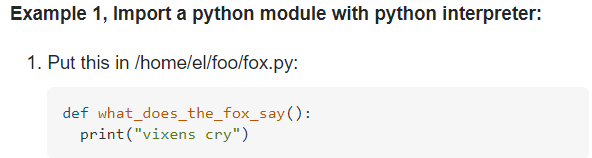 Example 1, Import a python module with python interpreter:
1. Put this in /home/el/foo/fox.py:
def what_does_the_fox_say():
  print("vixens cry")